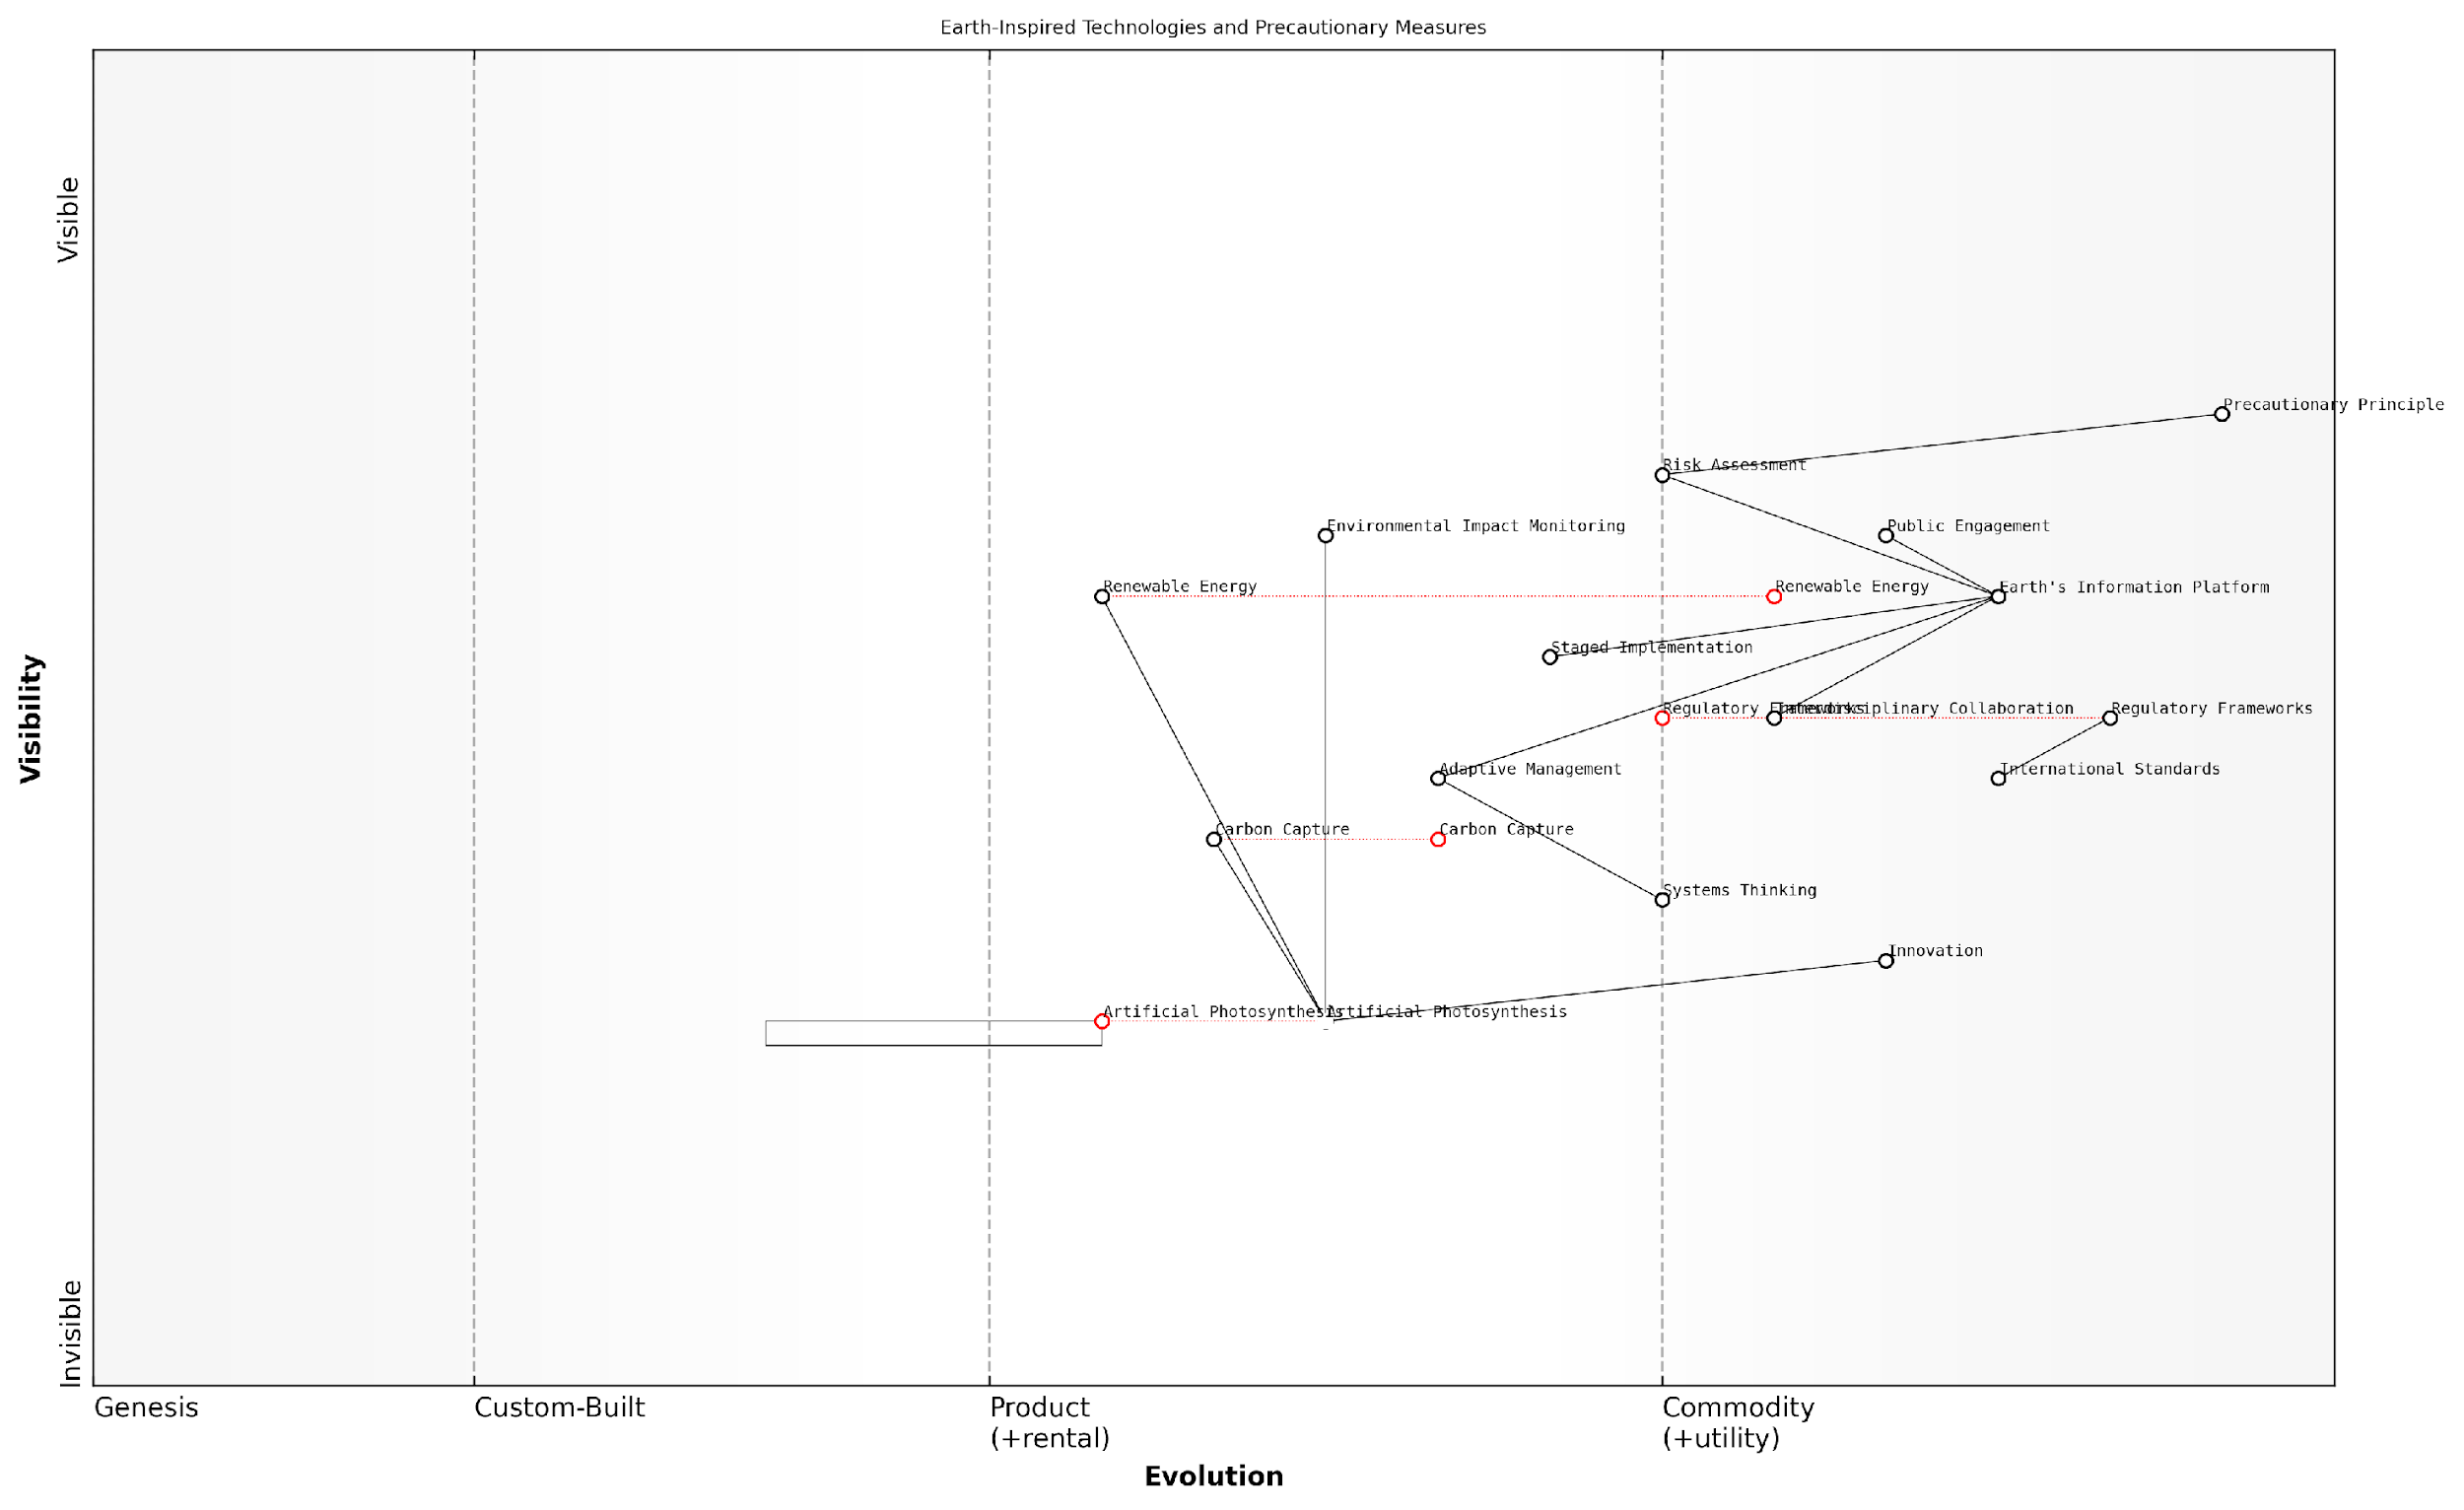 Earth-Inspired Technologies and Precautionary Measures
Visible
Precautionary Principle
Risk Assessment
Environmental Impact Monitoring
Public Engagement
Renewable Energy
Renewable Energy
Earth's Information Platform
Staged Implementation
Visibility
Regulatory Frameworks
Interdisciplinary Collaboration
Regulatory Frameworks
Adaptive Management
International Standards
Carbon Capture
Carbon Capture
Systems Thinking
Innovation
Artificial Photosynthesis
Artificial Photosynthesis
Invisible
Genesis
Custom-Built
Product
(+rental)
Commodity
(+utility)
Evolution